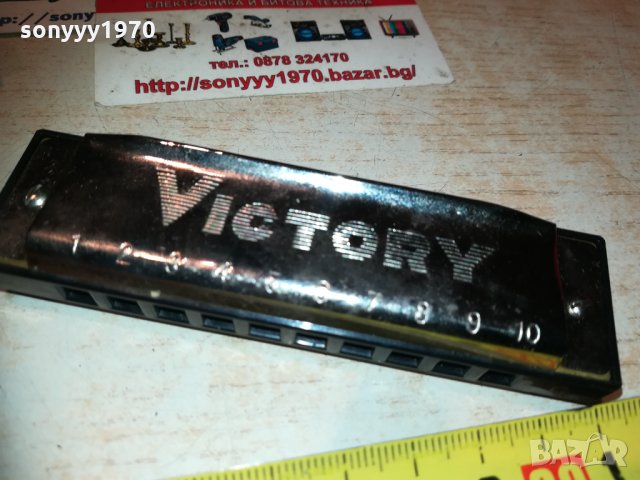 sonyyy1970
ЕЛЕКТРОНИКА И БИТОВА ТЕХНИКА
тел.: 0878 324170
http://sonyyy1970.bazar.bg/
VICTORY
1 2 3 4 5 6 7 8 9 10
BAZAR
bg